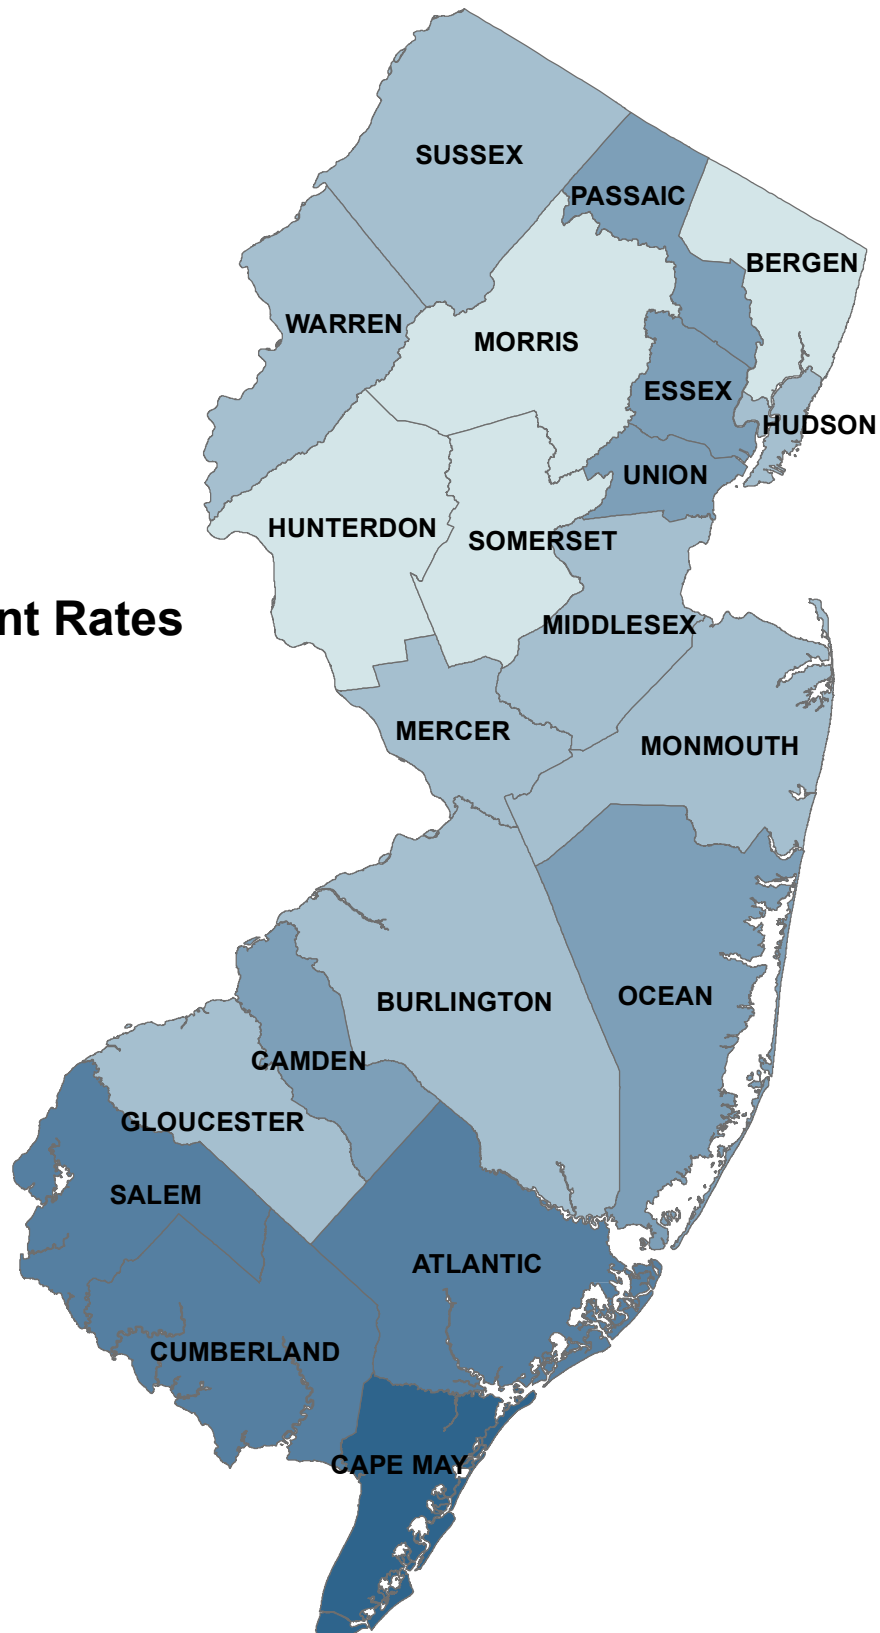 SUSSEX
PASSAIC
BERGEN
WARREN
MORRIS
ESSEX
HUDSON
UNION
HUNTERDON
SOMERSET
nt Rates
MIDDLESEX
MERCER
MONMOUTH
OCEAN
BURLINGTON
CAMDEN
GLOUCESTER
SALEM
ATLANTIC
CUMBERLAND
CAPE MAY